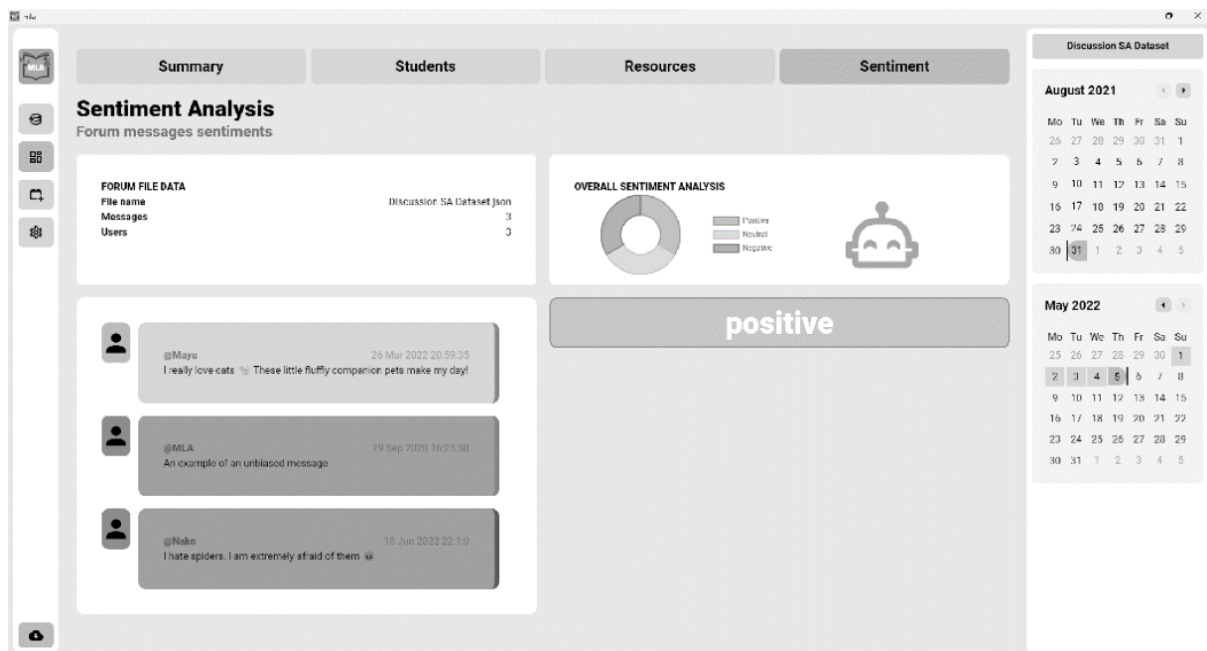 MLA
Summary
Students
Resources
Sentiment
Sentiment Analysis
Forum messages sentiments
FORUM FILE DATA
File name Discussion SA Dataset.json
Messages 3
Users 3
OVERALL SENTIMENT ANALYSIS
Positive
Neutral
Negative
positive
@Mayu 26 Mar 2022 20:59:35
I really love cats These little fluffy companion pets make my day!
@MLA 29 Sep 2020 16:23:50
An example of an unbiased message
@Nako 18 Jun 2022 22:1:0
I hate spiders. I am extremely afraid of them
Discussion SA Dataset
August 2021
Mo Tu We Th Fr Sa Su
26 27 28 29 30 31 1
2 3 4 5 6 7 8
9 10 11 12 13 14 15
16 17 18 19 20 21 22
23 24 25 26 27 28 29
30 31 1 2 3 4 5
May 2022
Mo Tu We Th Fr Sa Su
25 26 27 28 29 30 1
2 3 4 5 6 7 8
9 10 11 12 13 14 15
16 17 18 19 20 21 22
23 24 25 26 27 28 29
30 31 1 2 3 4 5